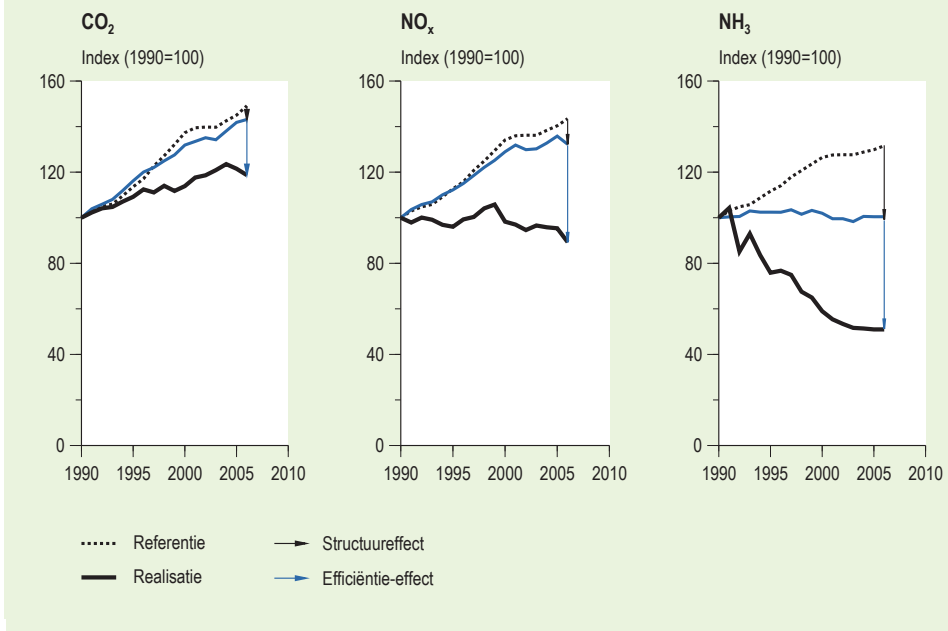 CO₂
Index (1990=100)
160
120
80
40
0
1990 1995 2000 2005 2010
NOₓ
Index (1990=100)
160
120
80
40
0
1990 1995 2000 2005 2010
NH₃
Index (1990=100)
160
120
80
40
0
1990 1995 2000 2005 2010
Referentie
Realisatie
Structuureffect
Efficiëntie-effect